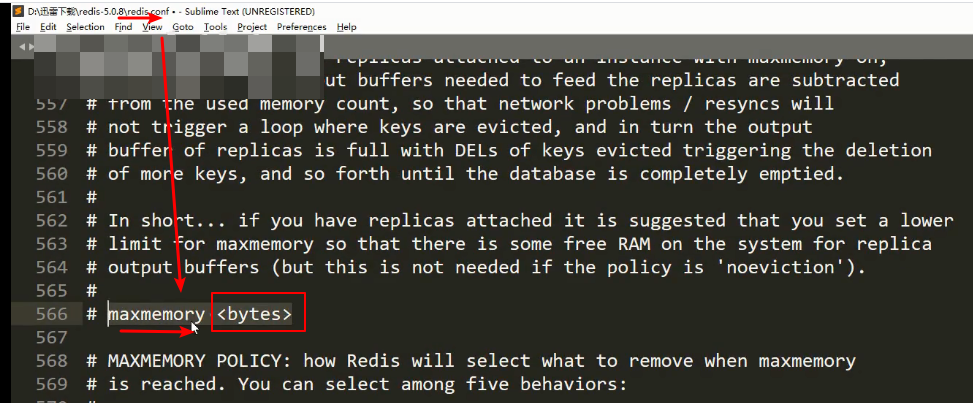 D:\迅雷下载\redis-5.0.8\redis.conf • - Sublime Text (UNREGISTERED)
File Edit Selection Find View Goto Tools Project Preferences Help
replicas attached to an instance with maxmemory on,
ut buffers needed to feed the replicas are subtracted
557 # from the used memory count, so that network problems / resyncs will
558 # not trigger a loop where keys are evicted, and in turn the output
559 # buffer of replicas is full with DELs of keys evicted triggering the deletion
560 # of more keys, and so forth until the database is completely emptied.
561 #
562 # In short... if you have replicas attached it is suggested that you set a lower
563 # limit for maxmemory so that there is some free RAM on the system for replica
564 # output buffers (but this is not needed if the policy is 'noeviction').
565 #
566 # maxmemory <bytes>
567
568 # MAXMEMORY POLICY: how Redis will select what to remove when maxmemory
569 # is reached. You can select among five behaviors: